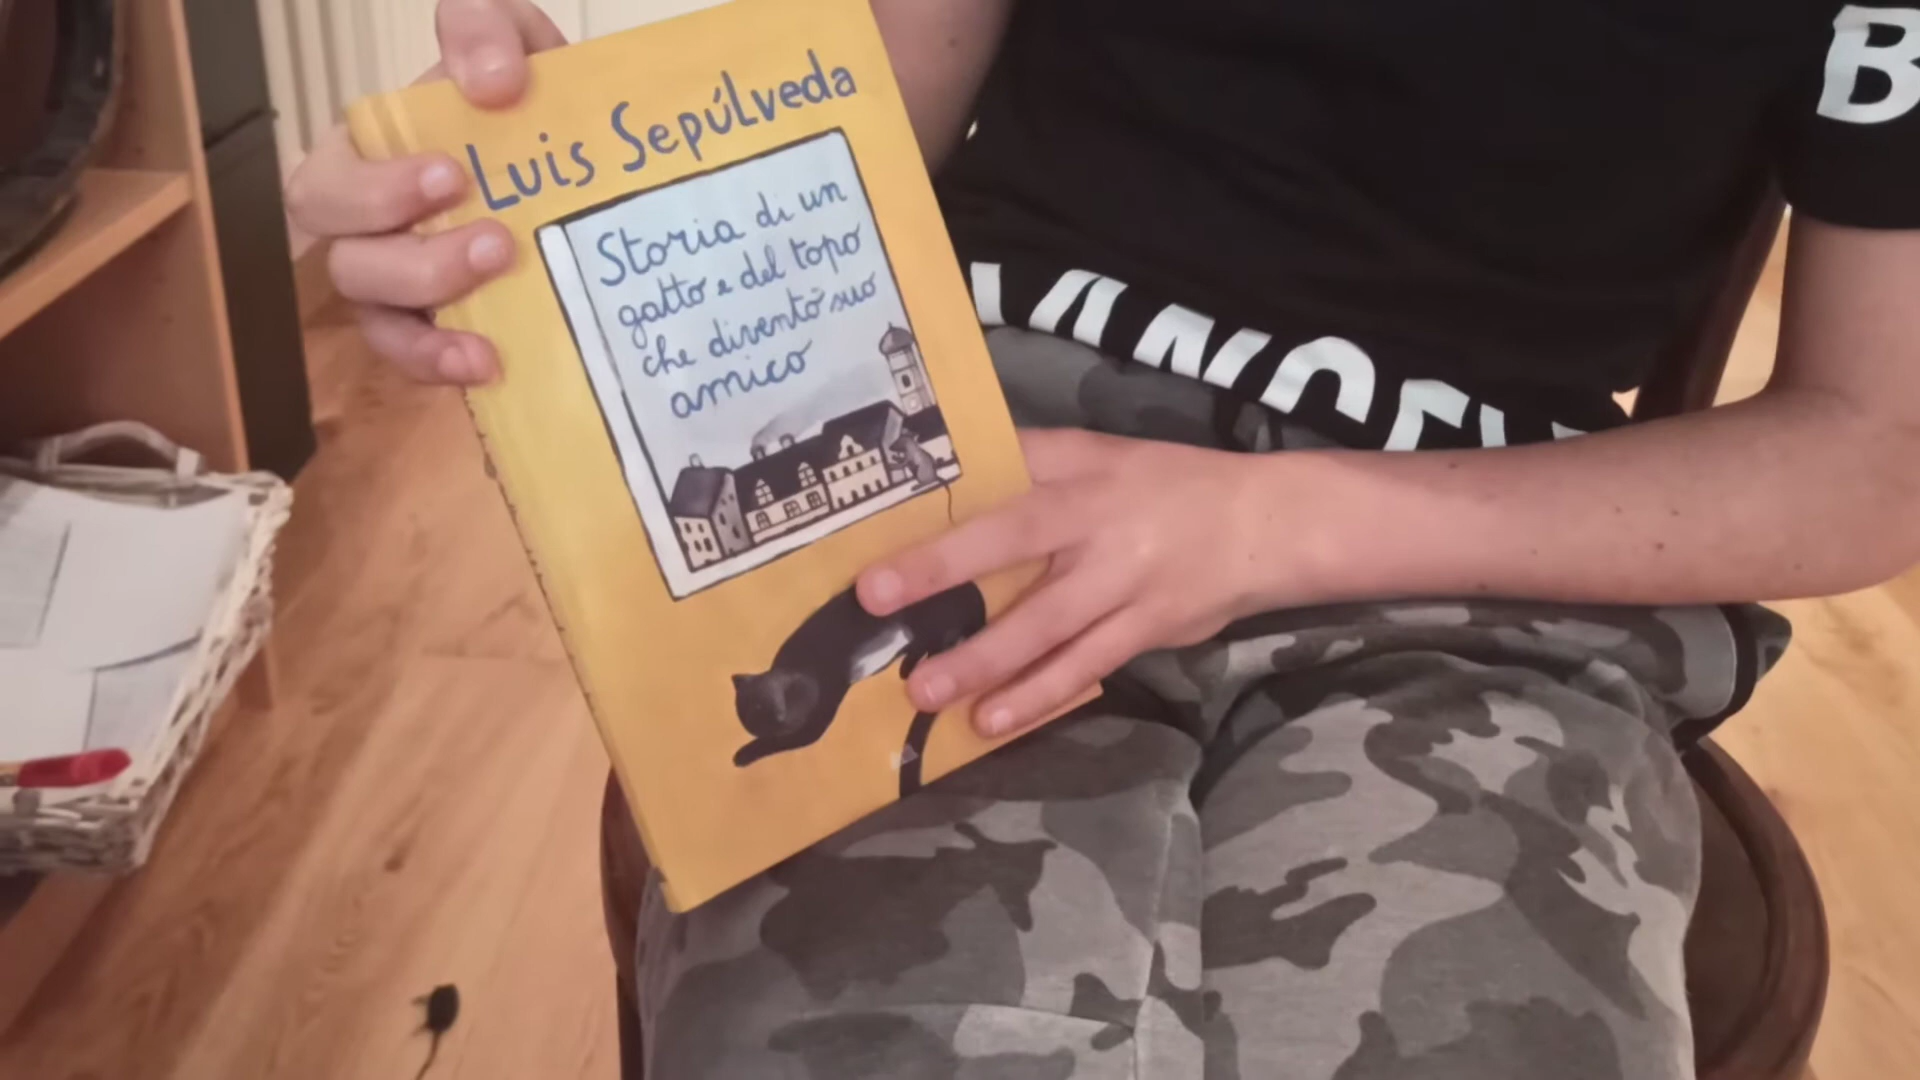 Luis Sepúlveda
Storia di un
gatto e del topo
che diventò suo
amico
B